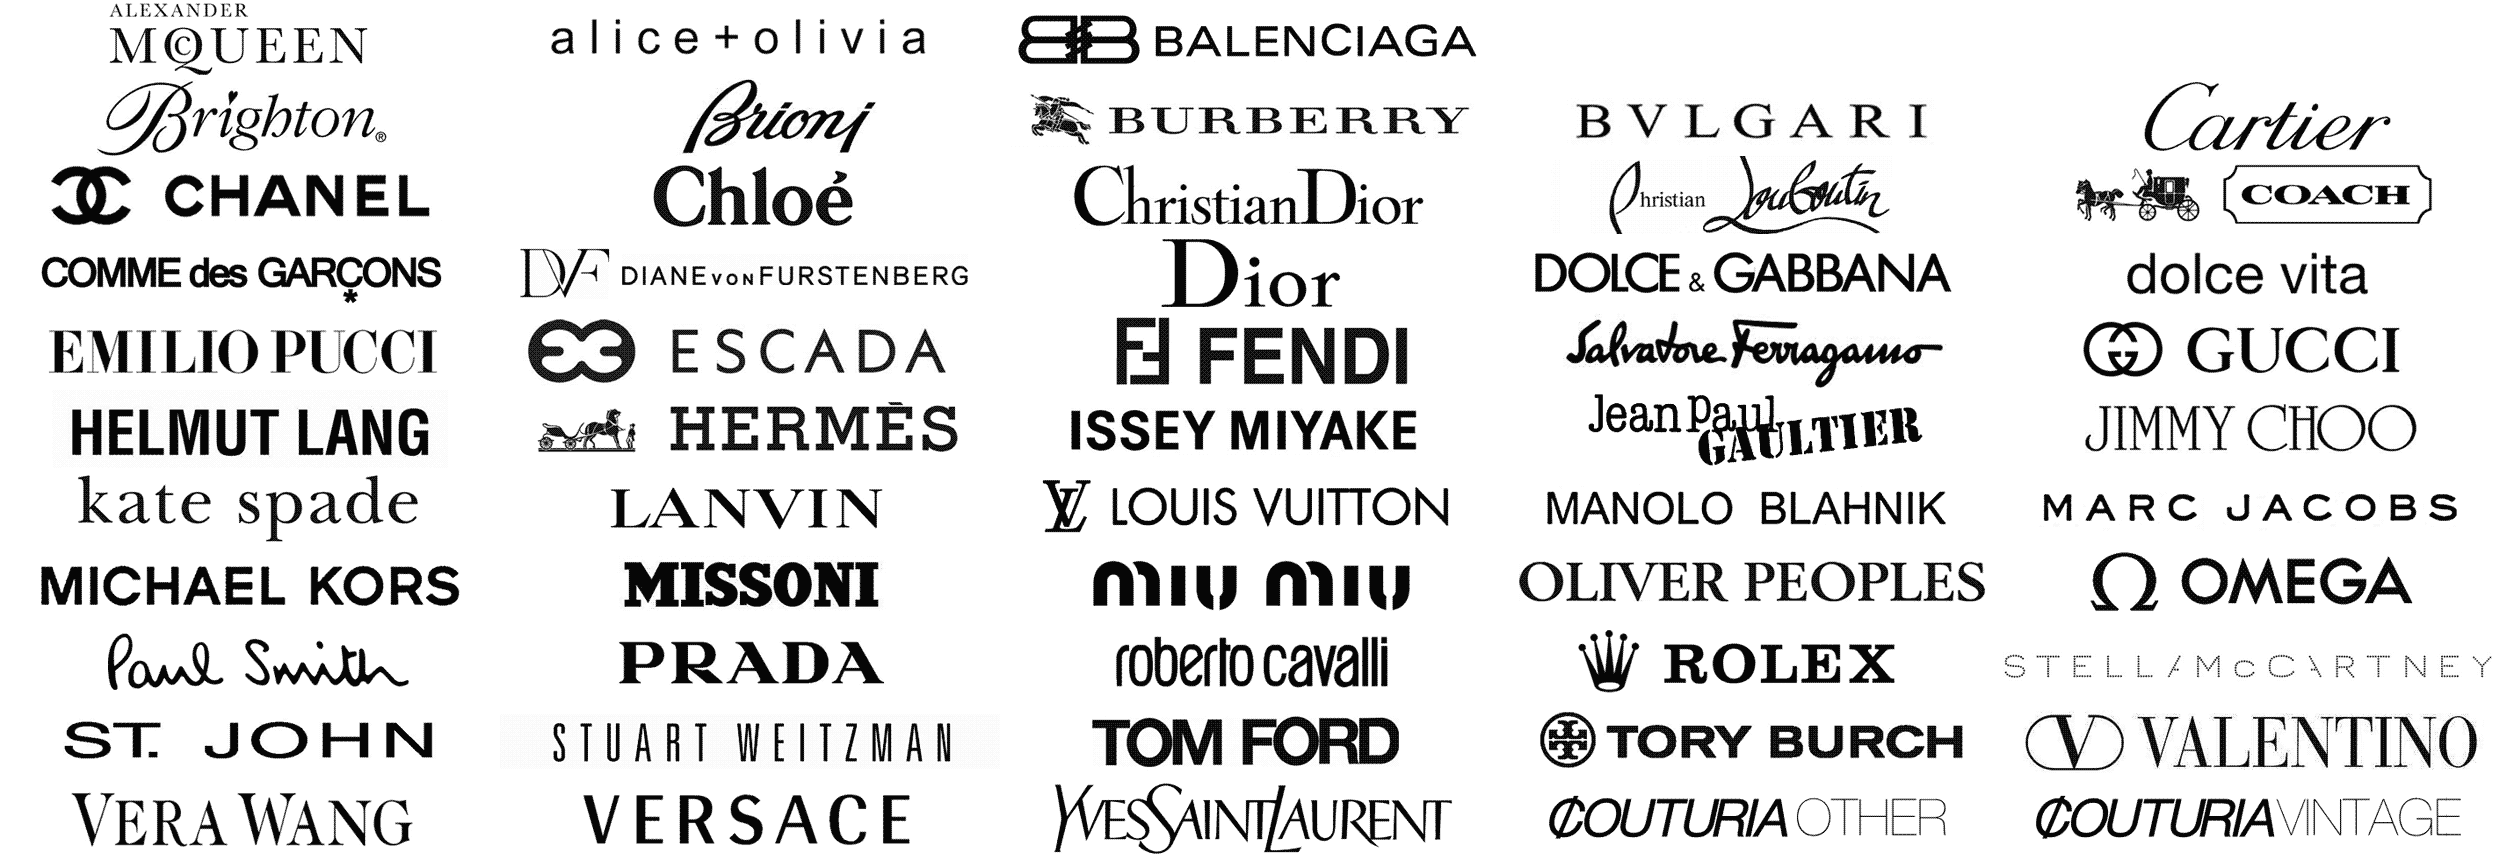 ALEXANDER
McQUEEN
alice+olivia
BALENCIAGA
Brighton®
Brioni
BURBERRY
BVLGARI
Cartier
CHANEL
Chloé
ChristianDior
Christian Louboutin
COACH
COMME des GARÇONS
DVF DIANE VON FURSTENBERG
Dior
DOLCE & GABBANA
dolce vita
EMILIO PUCCI
ESCADA
FENDI
Salvatore Ferragamo
GUCCI
HELMUT LANG
HERMÈS
ISSEY MIYAKE
Jean Paul
GAULTIER
JIMMY CHOO
kate spade
LANVIN
LV LOUIS VUITTON
MANOLO BLAHNIK
MARC JACOBS
MICHAEL KORS
MISSONI
miu miu
OLIVER PEOPLES
Ω OMEGA
Paul Smith
PRADA
roberto cavalli
ROLEX
STELLA McCARTNEY
ST. JOHN
STUART WEITZMAN
TOM FORD
TORY BURCH
V VALENTINO
VERA WANG
VERSACE
YVESSAINTLAURENT
COUTURIA OTHER
COUTURIA VINTAGE